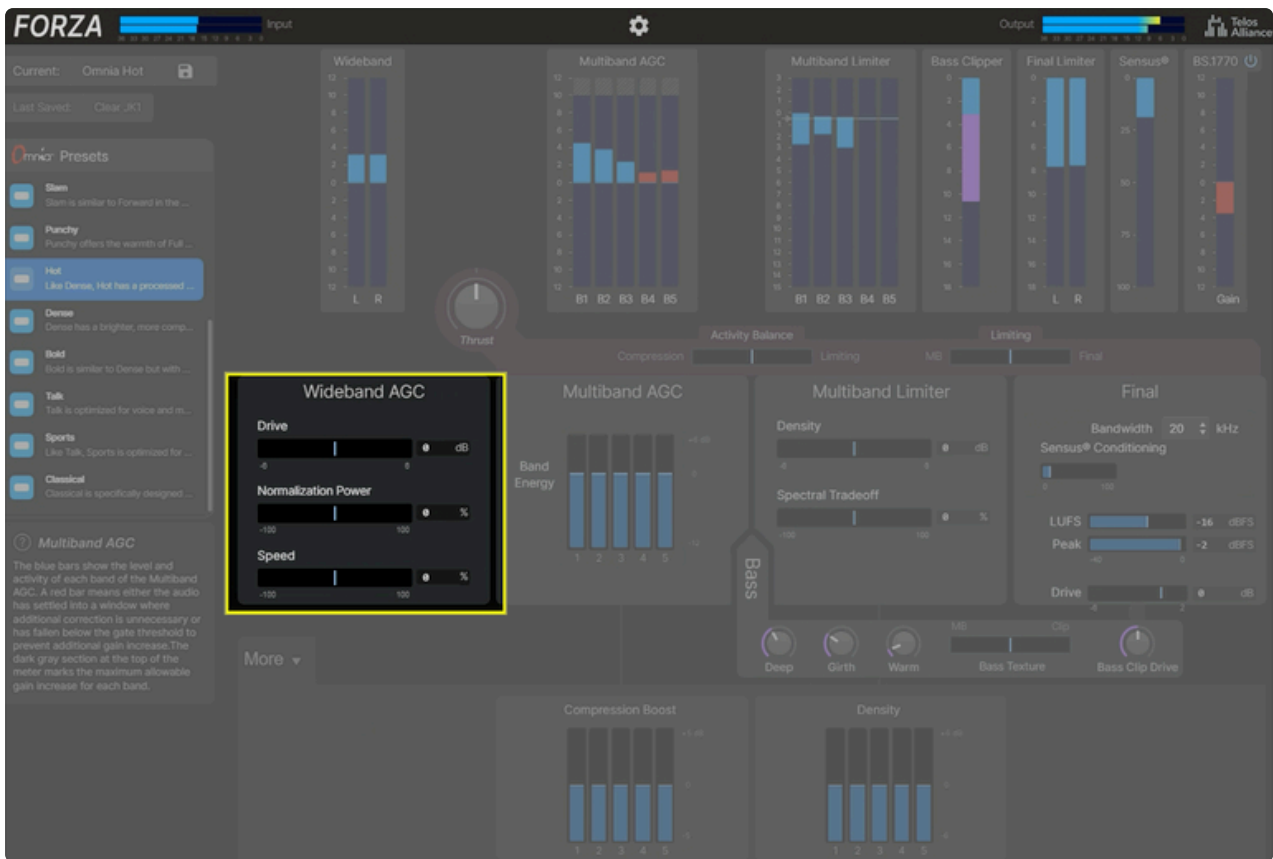 FORZA
Input
Output
Telos
Alliance
Current:
Omnia Hot
Last Saved:
Clear JK1
Omnia Presets
Slam
Slam is similar to Forward in the ...
Punchy
Punchy offers the warmth of Full ...
Hot
Like Dense, Hot has a processed ...
Dense
Dense has a brighter, more comp...
Bold
Bold is similar to Dense but with ...
Talk
Talk is optimized for voice and m...
Sports
Like Talk, Sports is optimized for ...
Classical
Classical is specifically designed ...
Multiband AGC
The blue bars show the level and
activity of each band of the Multiband
AGC. A red bar means either the audio
has settled into a window where
additional correction is unnecessary or
has fallen below the gate threshold to
prevent additional gain increase.The
dark gray section at the top of the
meter marks the maximum allowable
gain increase for each band.
Wideband
L R
Multiband AGC
B1 B2 B3 B4 B5
Multiband Limiter
B1 B2 B3 B4 B5
Bass Clipper
Final Limiter
L R
Sensus®
0
25
50
75
100
BS.1770
Gain
Thrust
Activity Balance
Compression
Limiting
Limiting
MB
Final
Wideband AGC
Drive
0 dB
-6 6
Normalization Power
0 %
-100 100
Speed
0 %
-100 100
Multiband AGC
Band
Energy
0
-12
1 2 3 4 5
Multiband Limiter
Density
0 dB
Spectral Tradeoff
0 %
-100 100
Final
Bandwidth 20 kHz
Sensus® Conditioning
0 100
LUFS -16 dBFS
Peak -2 dBFS
Drive 0 dB
Bass
Deep
Girth
Warm
MB
Clip
Bass Texture
Bass Clip Drive
More
Compression Boost
1 2 3 4 5
Density
1 2 3 4 5